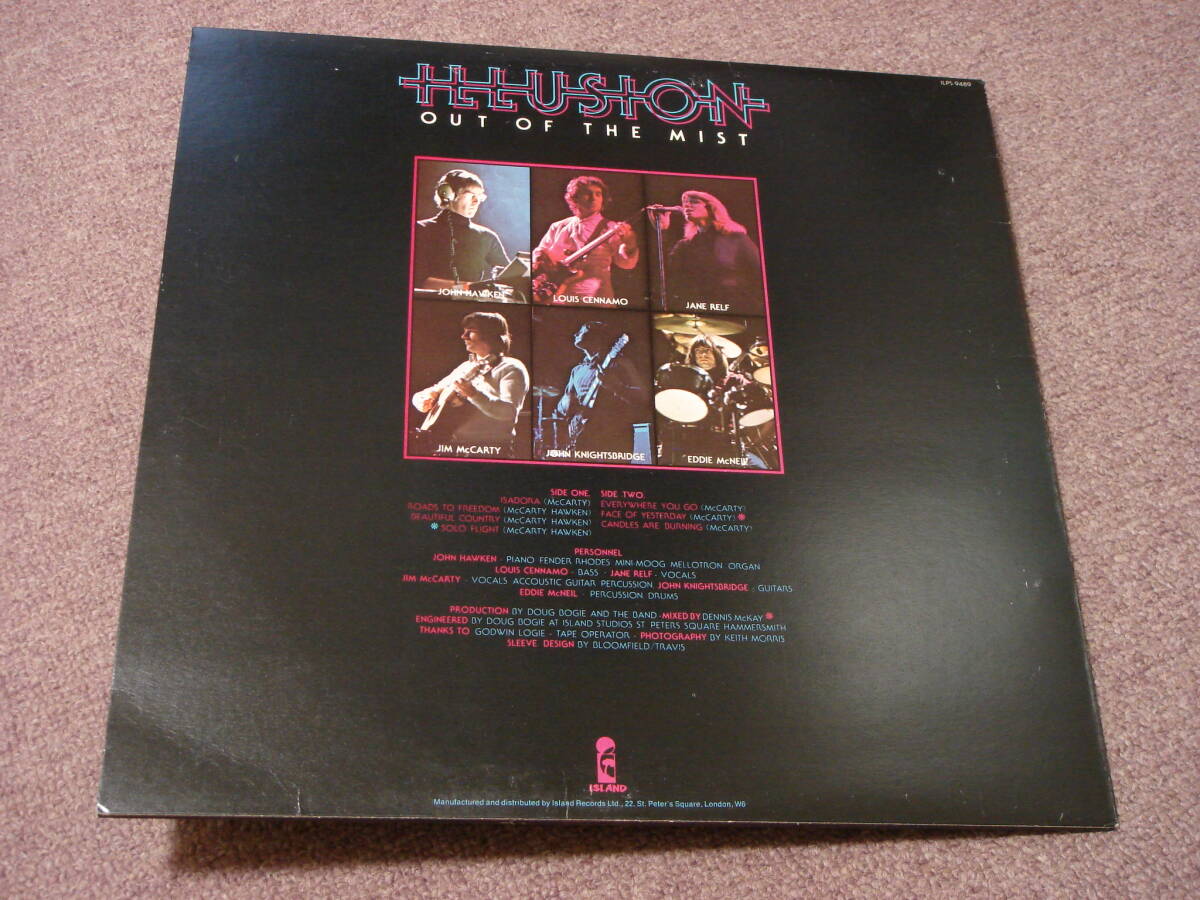 ILLUSION
ILPS 9489
OUT OF THE MIST
JOHN HAWKEN
LOUIS CENNAMO
JANE RELF
JIM McCARTY
JOHN KNIGHTSBRIDGE
EDDIE McNEIL
SIDE ONE.
ISADORA (McCARTY)
ROADS TO FREEDOM (McCARTY HAWKEN)
BEAUTIFUL COUNTRY (McCARTY HAWKEN)
* SOLO FLIGHT (McCARTY HAWKEN)
SIDE TWO.
EVERYWHERE YOU GO (McCARTY)
FACE OF YESTERDAY (McCARTY) *
CANDLES ARE BURNING (McCARTY)
PERSONNEL
JOHN HAWKEN · PIANO FENDER RHODES MINI-MOOG MELLOTRON ORGAN
LOUIS CENNAMO · BASS · JANE RELF · VOCALS
JIM McCARTY · VOCALS ACCOUSTIC GUITAR PERCUSSION JOHN KNIGHTSBRIDGE · GUITARS
EDDIE McNEIL · PERCUSSION DRUMS
PRODUCTION BY DOUG BOGIE AND THE BAND · MIXED BY DENNIS McKAY *
ENGINEERED BY DOUG BOGIE AT ISLAND STUDIOS ST PETERS SQUARE HAMMERSMITH
THANKS TO GODWIN LOGIE · TAPE OPERATOR · PHOTOGRAPHY BY KEITH MORRIS
SLEEVE DESIGN BY BLOOMFIELD/TRAVIS
ISLAND
Manufactured and distributed by Island Records Ltd., 22, St. Peter's Square, London, W6